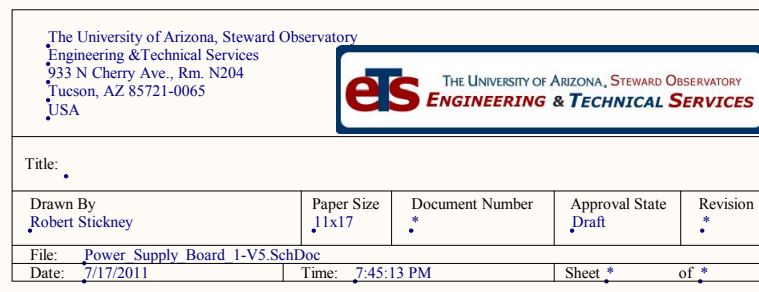 The University of Arizona, Steward Observatory
Engineering &Technical Services
933 N Cherry Ave., Rm. N204
Tucson, AZ 85721-0065
USA
eTS THE UNIVERSITY OF ARIZONA, STEWARD OBSERVATORY
ENGINEERING & TECHNICAL SERVICES
Title:
Drawn By Paper Size Document Number Approval State Revision
Robert Stickney 11x17 * Draft *
File: Power_Supply_Board_1-V5.SchDoc
Date: 7/17/2011 Time: 7:45:13 PM Sheet * of *